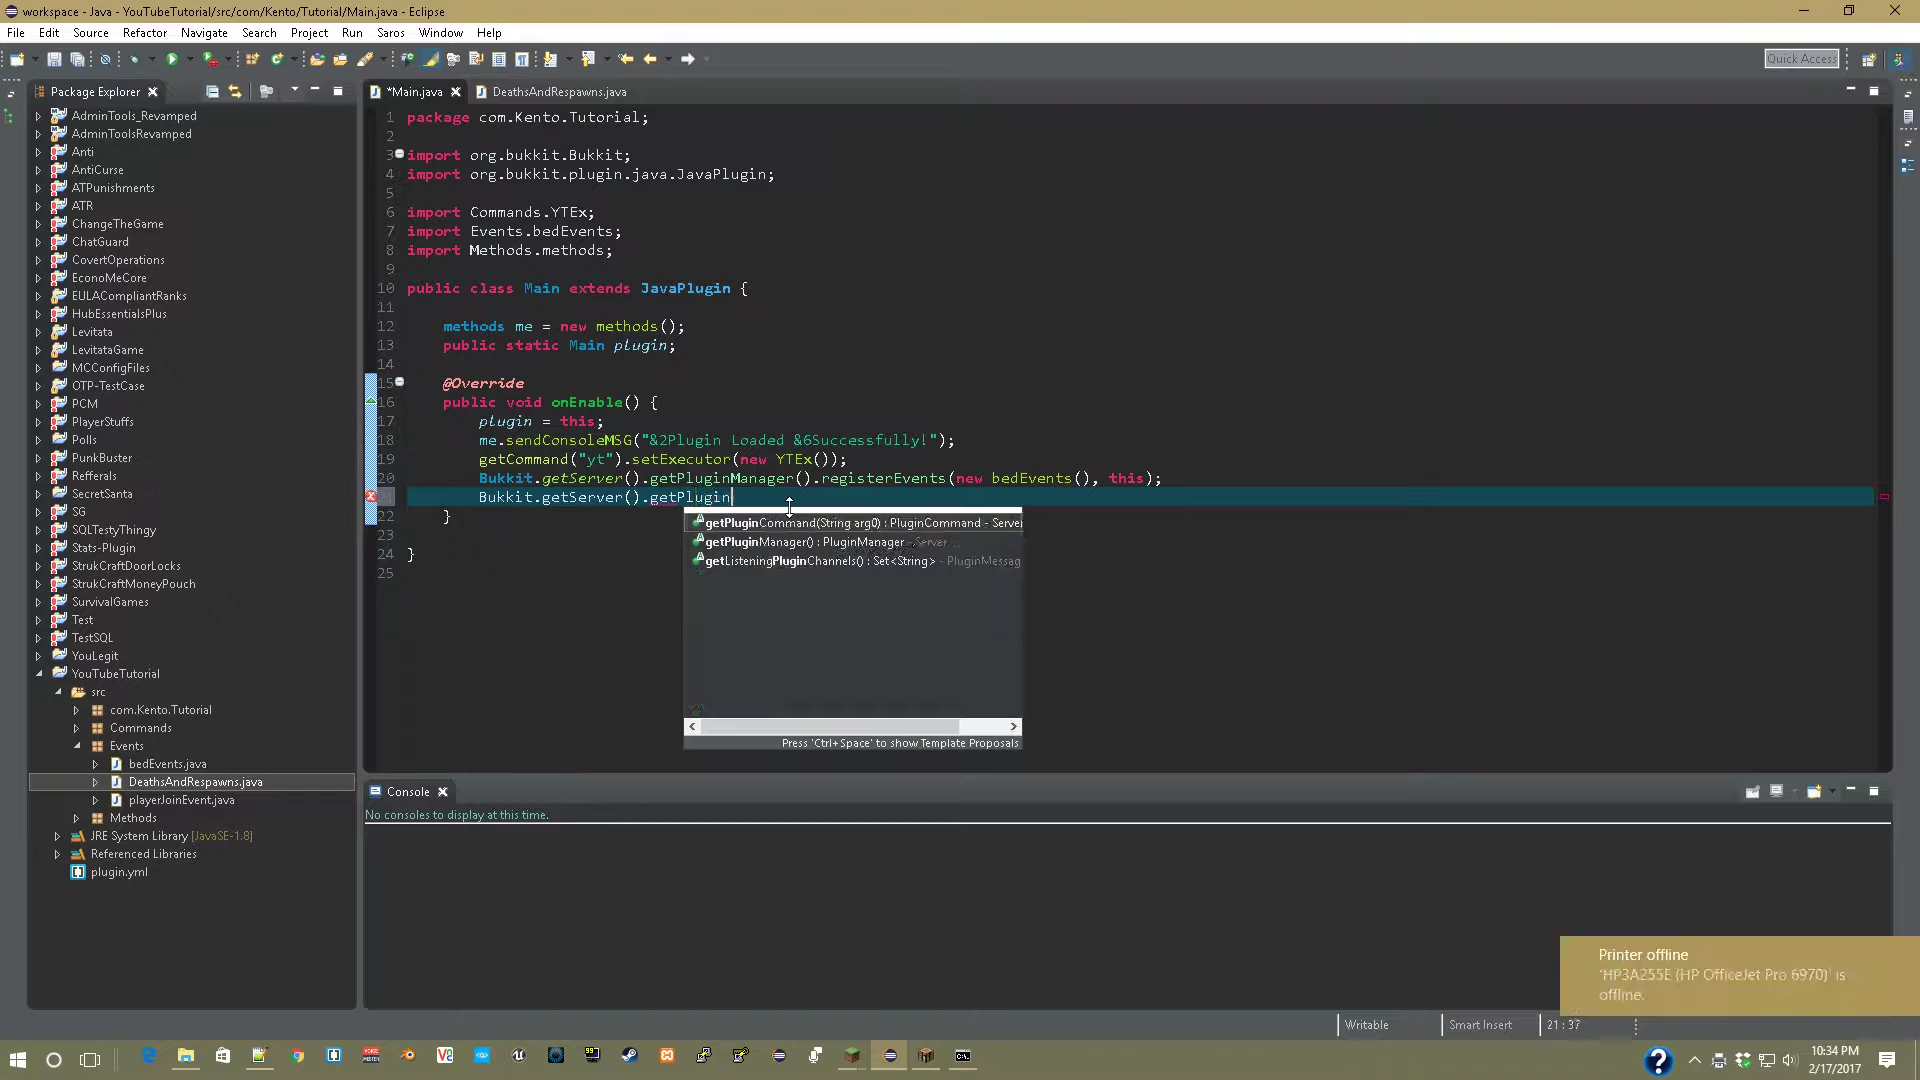 workspace - Java - YouTubeTutorial/src/com/Kento/Tutorial/Main.java - Eclipse
File Edit Source Refactor Navigate Search Project Run Saros Window Help
Quick Access
Package Explorer
*Main.java
DeathsAndRespawns.java
AdminTools_Revamped
AdminToolsRevamped
Anti
AntiCurse
ATPunishments
ATR
ChangeTheGame
ChatGuard
CovertOperations
EconoMeCore
EULACompliantRanks
HubEssentialsPlus
Levitata
LevitataGame
MCConfigFiles
OTP-TestCase
PCM
PlayerStuffs
Polls
PunkBuster
Refferals
SecretSanta
SG
SQLTestyThingy
Stats-Plugin
StrukCraftDoorLocks
StrukCraftMoneyPouch
SurvivalGames
Test
TestSQL
YouLegit
YouTubeTutorial
src
com.Kento.Tutorial
Commands
Events
bedEvents.java
DeathsAndRespawns.java
playerJoinEvent.java
Methods
JRE System Library [JavaSE-1.8]
Referenced Libraries
plugin.yml
1 package com.Kento.Tutorial;
2
3 import org.bukkit.Bukkit;
4 import org.bukkit.plugin.java.JavaPlugin;
5
6 import Commands.YTEx;
7 import Events.bedEvents;
8 import Methods.methods;
9
10 public class Main extends JavaPlugin {
11
12 methods me = new methods();
13 public static Main plugin;
14
15 @Override
16 public void onEnable() {
17 plugin = this;
18 me.sendConsoleMSG("&2Plugin Loaded &6Successfully!");
19 getCommand("yt").setExecutor(new YTEx());
20 Bukkit.getServer().getPluginManager().registerEvents(new bedEvents(), this);
21 Bukkit.getServer().getPlugin
22 }
23
24 }
25
getPluginCommand(String arg0) : PluginCommand - Server
getPluginManager() : PluginManager - Server
getListeningPluginChannels() : Set<String> - PluginMessag
Press 'Ctrl+Space' to show Template Proposals
Console
No consoles to display at this time.
Printer offline
'HP3A255E (HP OfficeJet Pro 6970)' is
offline.
Writable Smart Insert 21 : 37
10:34 PM
2/17/2017